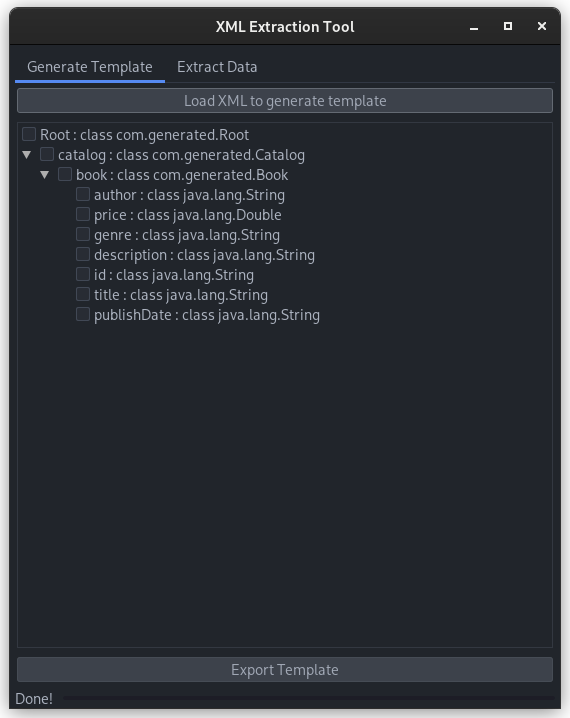 XML Extraction Tool
Generate Template Extract Data
Load XML to generate template
Root : class com.generated.Root
catalog : class com.generated.Catalog
book : class com.generated.Book
author : class java.lang.String
price : class java.lang.Double
genre : class java.lang.String
description : class java.lang.String
id : class java.lang.String
title : class java.lang.String
publishDate : class java.lang.String
Export Template
Done!